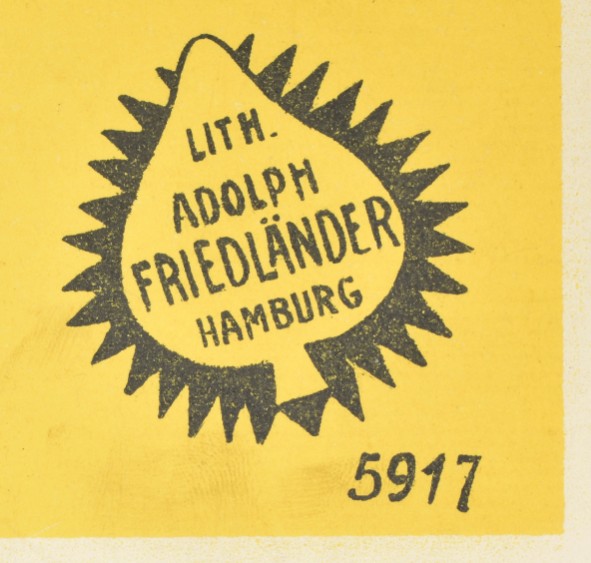 LITH.
ADOLPH
FRIEDLÄNDER
HAMBURG
5917